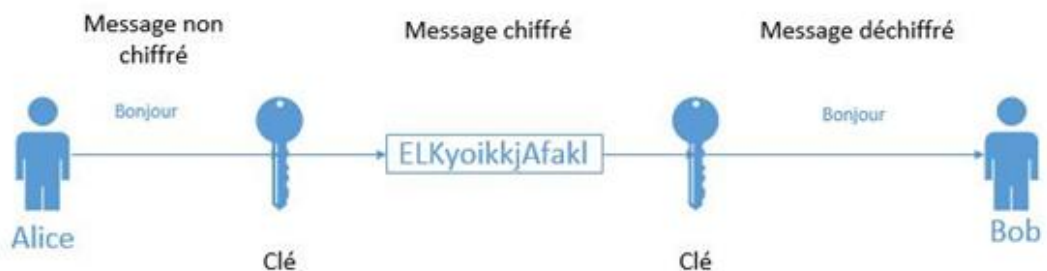 Message non
chiffré
Message chiffré
Message déchiffré
Bonjour
Bonjour
ELKyoikkjAfakl
Alice
Bob
Clé
Clé